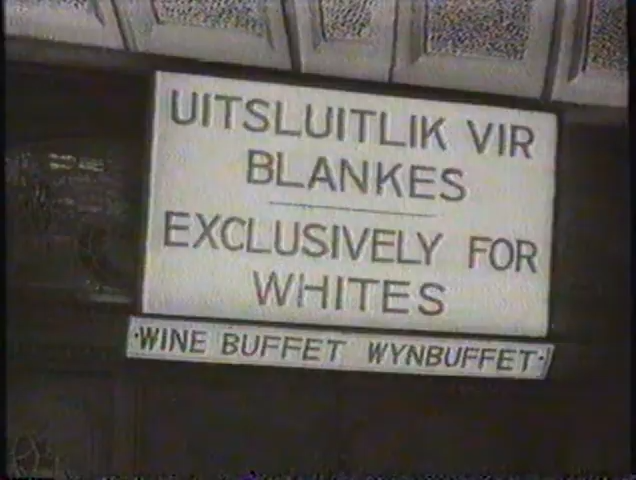 UITSLUITLIK VIR
BLANKES
EXCLUSIVELY FOR
WHITES
·WINE BUFFET WYNBUFFET·